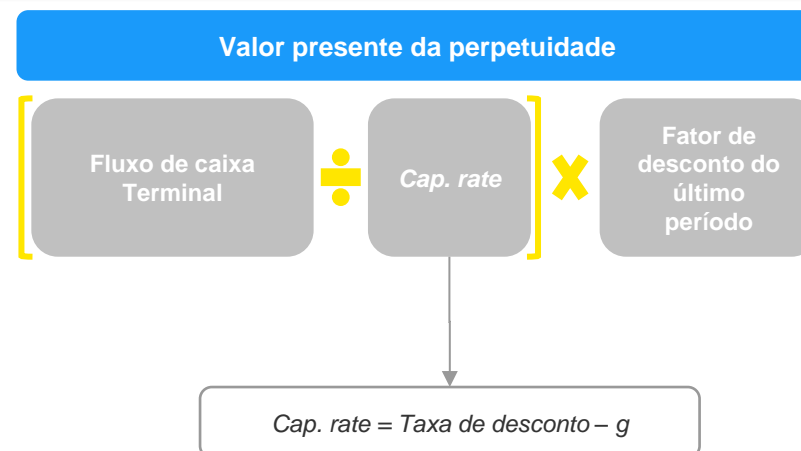 Valor presente da perpetuidade
Fluxo de caixa
Terminal
÷
Cap. rate
x
Fator de
desconto do
último
período
Cap. rate = Taxa de desconto – g